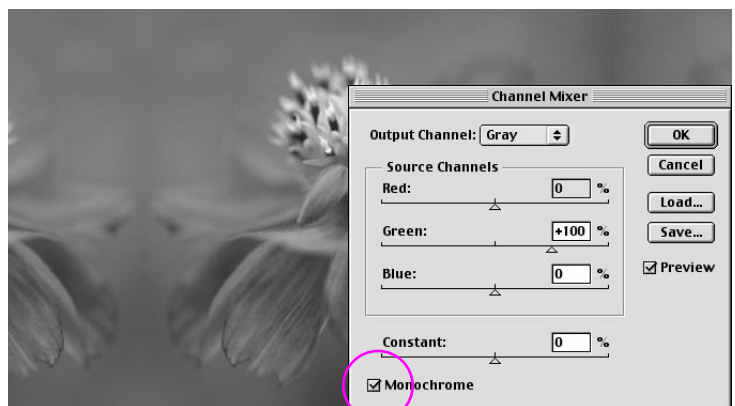 Channel Mixer
Output Channel: Gray
OK
Source Channels
Cancel
Red: 0 %
Load...
Green: +100 %
Save...
Blue: 0 %
Preview
Constant: 0 %
Monochrome